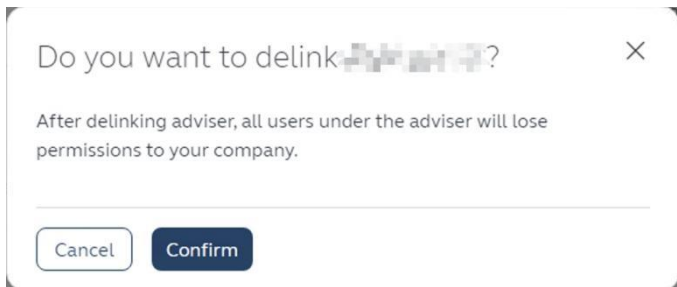 Do you want to delink ?
After delinking adviser, all users under the adviser will lose
permissions to your company.
Cancel
Confirm